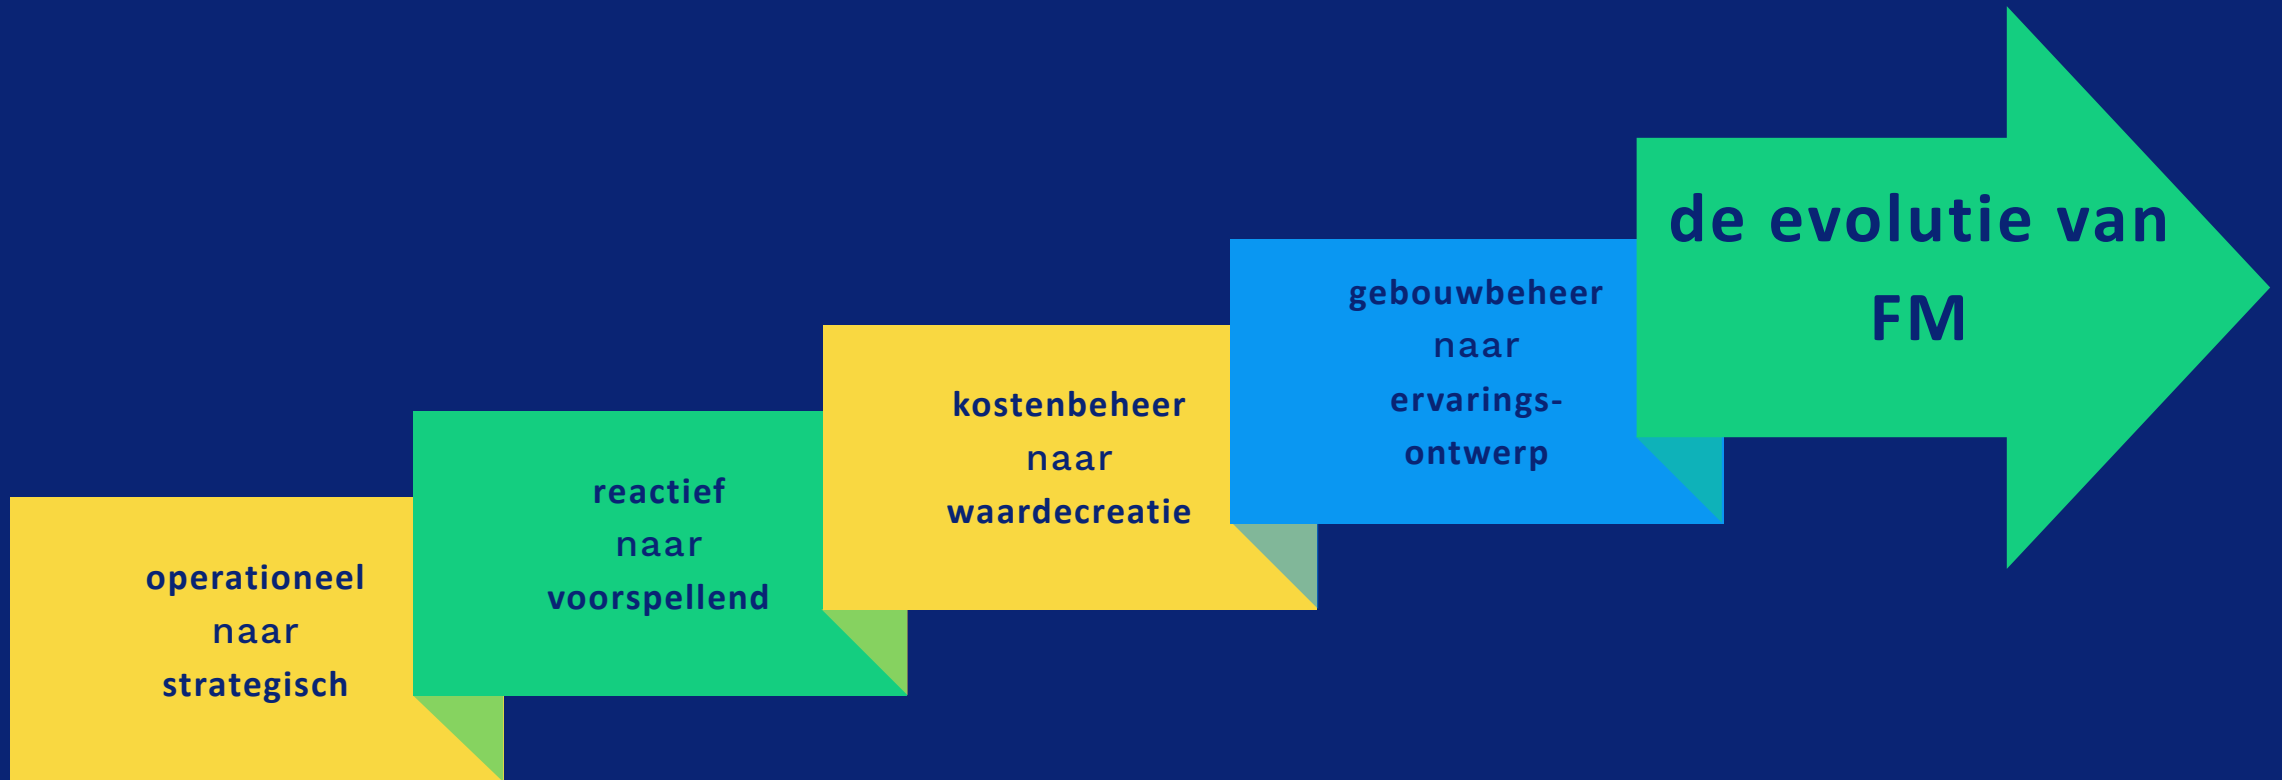 operationeel
naar
strategisch
reactief
naar
voorspellend
kostenbeheer
naar
waardecreatie
gebouwbeheer
naar
ervarings-
ontwerp
de evolutie van
FM